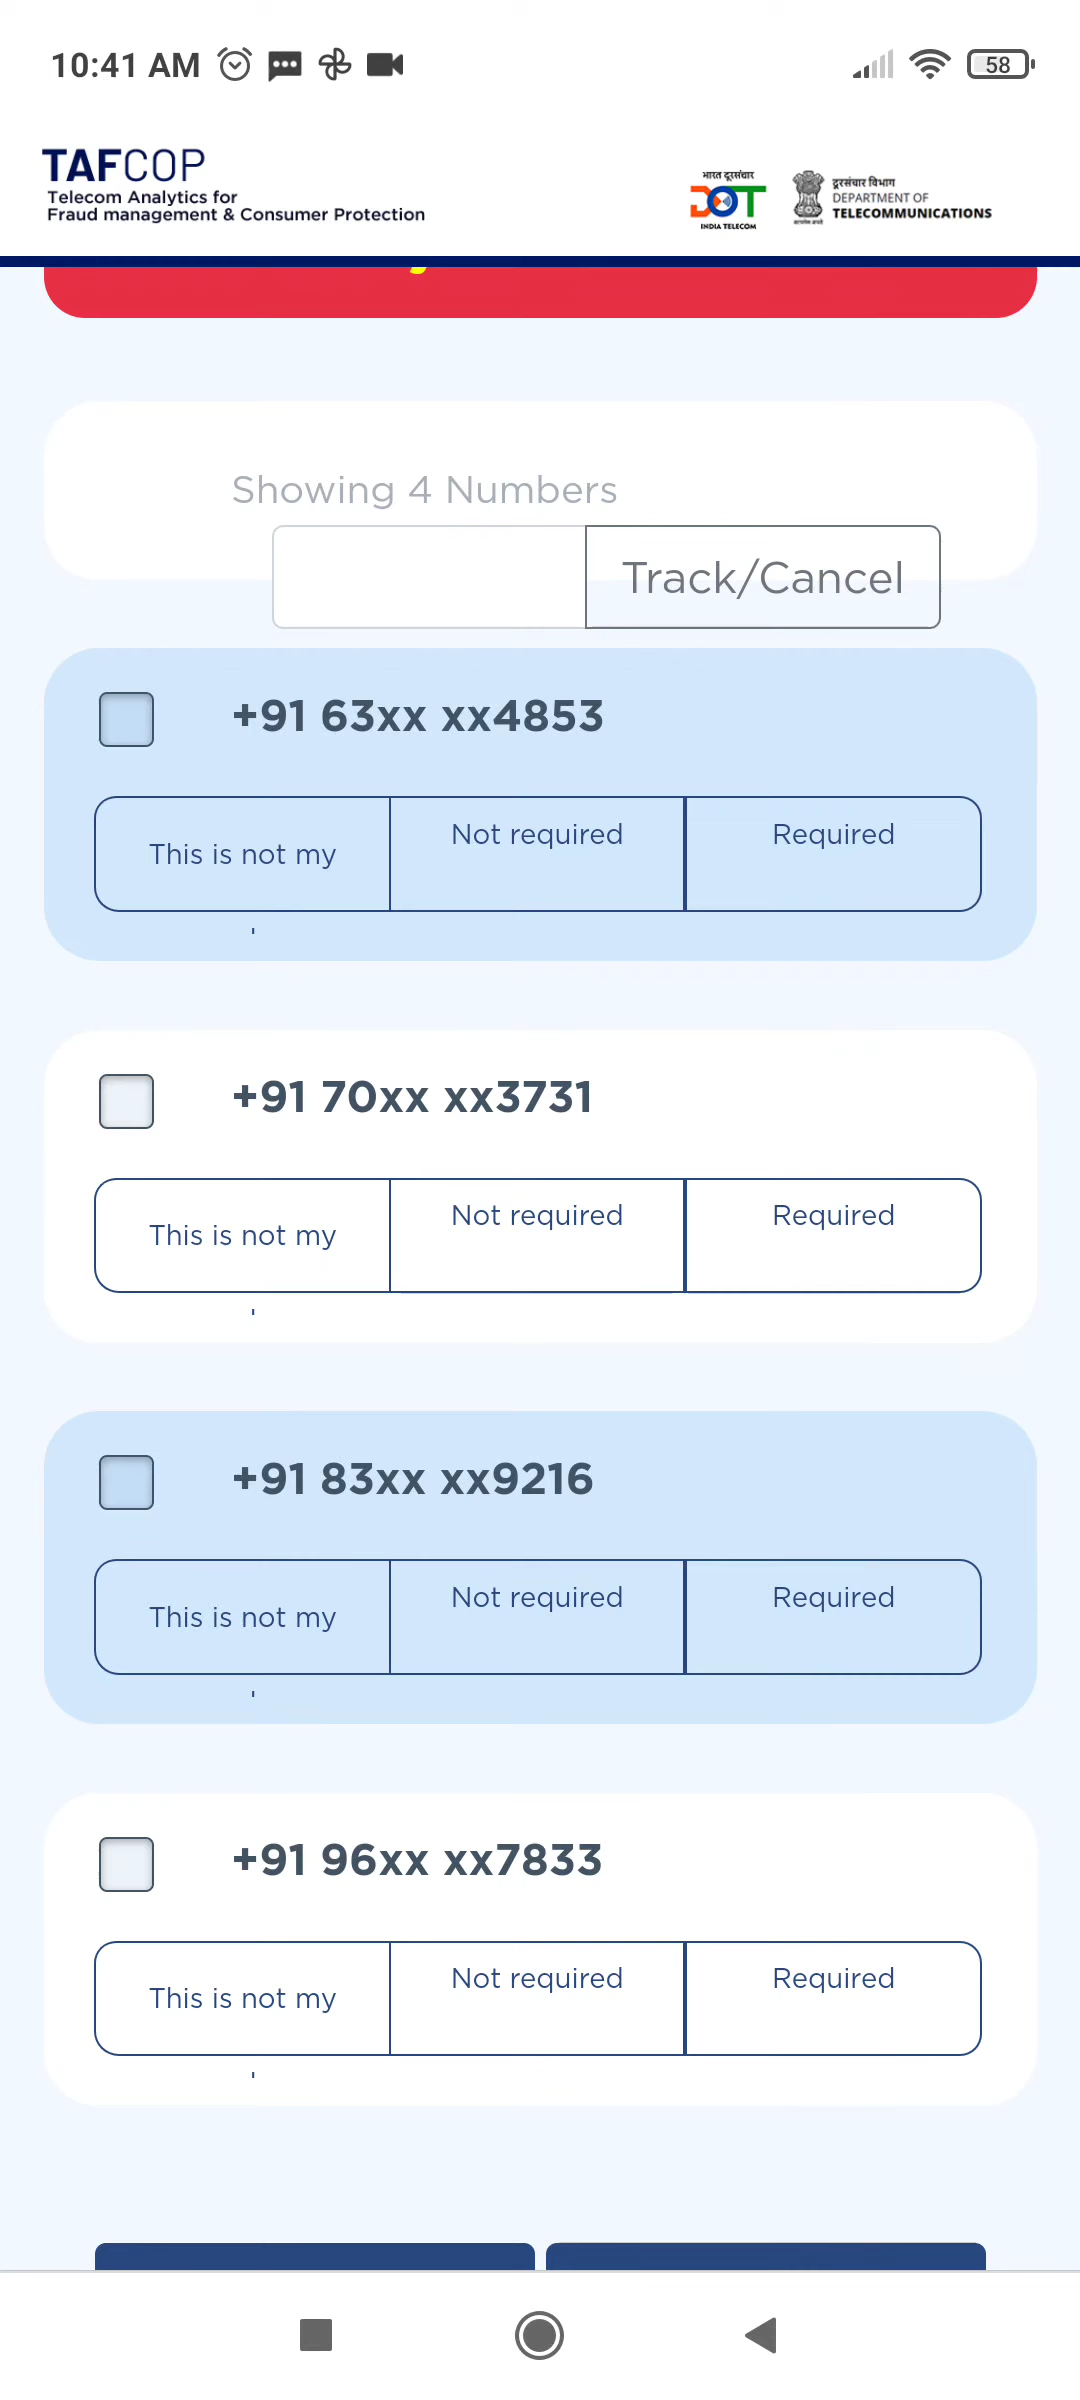 10:41 AM
58
TAFCOP
Telecom Analytics for
Fraud management & Consumer Protection
भारत दूरसंचार
DOT
INDIA TELECOM
दूरसंचार विभाग
DEPARTMENT OF
TELECOMMUNICATIONS
Showing 4 Numbers
Track/Cancel
+91 63xx xx4853
This is not my
Not required
Required
+91 70xx xx3731
This is not my
Not required
Required
+91 83xx xx9216
This is not my
Not required
Required
+91 96xx xx7833
This is not my
Not required
Required